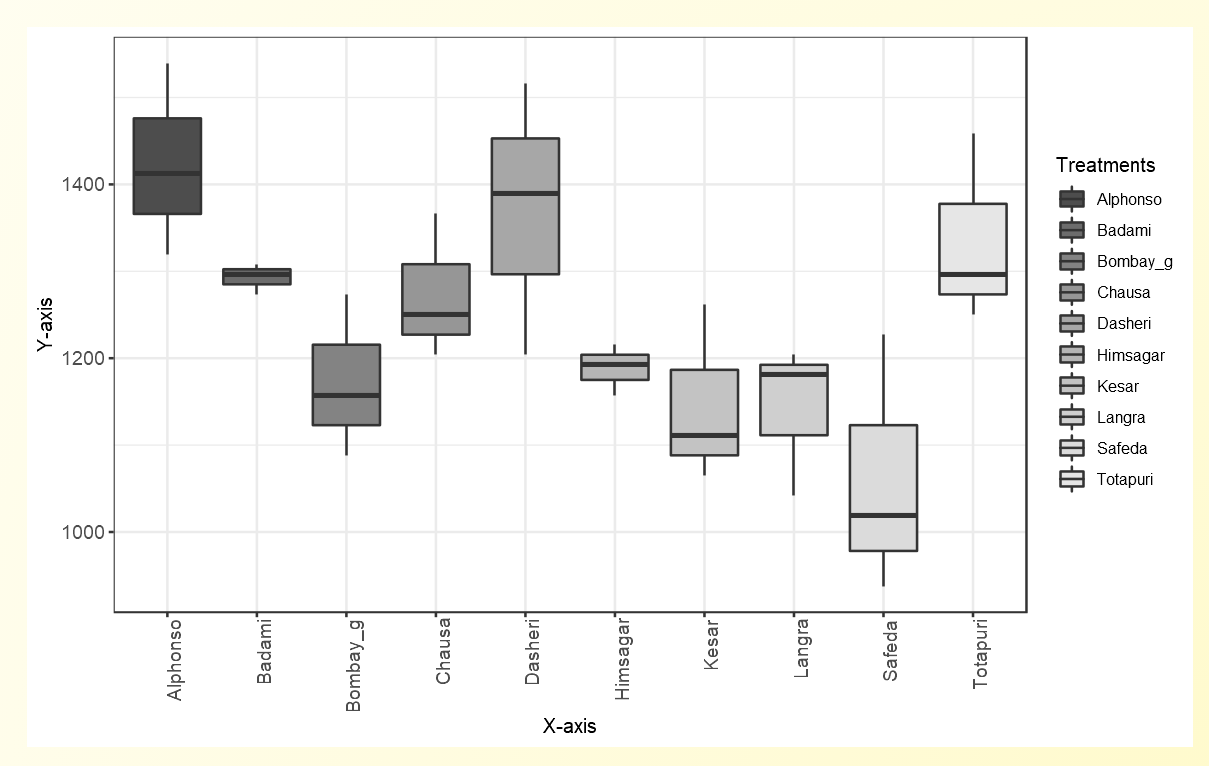 Y-axis
1400
1200
1000
Alphonso
Badami
Bombay_g
Chausa
Dasheri
Himsagar
Kesar
Langra
Safeda
Totapuri
X-axis
Treatments
Alphonso
Badami
Bombay_g
Chausa
Dasheri
Himsagar
Kesar
Langra
Safeda
Totapuri